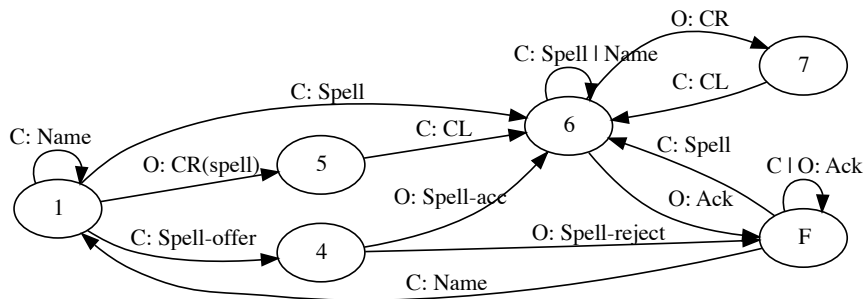 O: CR
C: Spell | Name
7
C: CL
C: Spell
6
C: CL
C: Name
C: Spell
5
O: CR(spell)
C | O: Ack
1
O: Spell-acc
O: Ack
C: Spell-offer
O: Spell-reject
F
4
C: Name